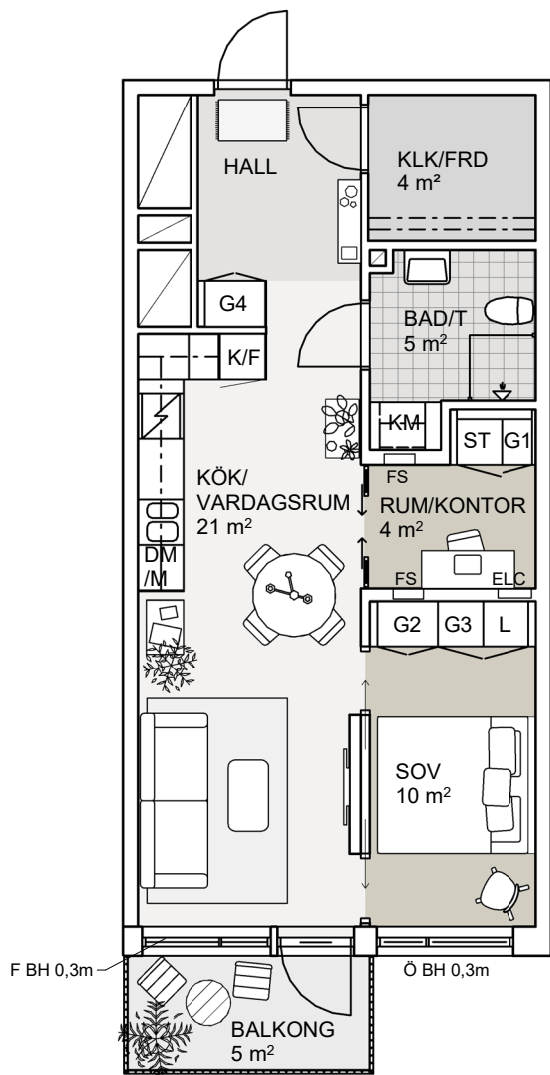 HALL
KLK/FRD
4 m²
G4
BAD/T
5 m²
K/F
KM
ST G1
KÖK/
VARDAGSRUM
21 m²
FS
RUM/KONTOR
4 m²
DM
/M
FS
ELC
G2 G3 L
SOV
10 m²
F BH 0,3m
Ö BH 0,3m
BALKONG
5 m²